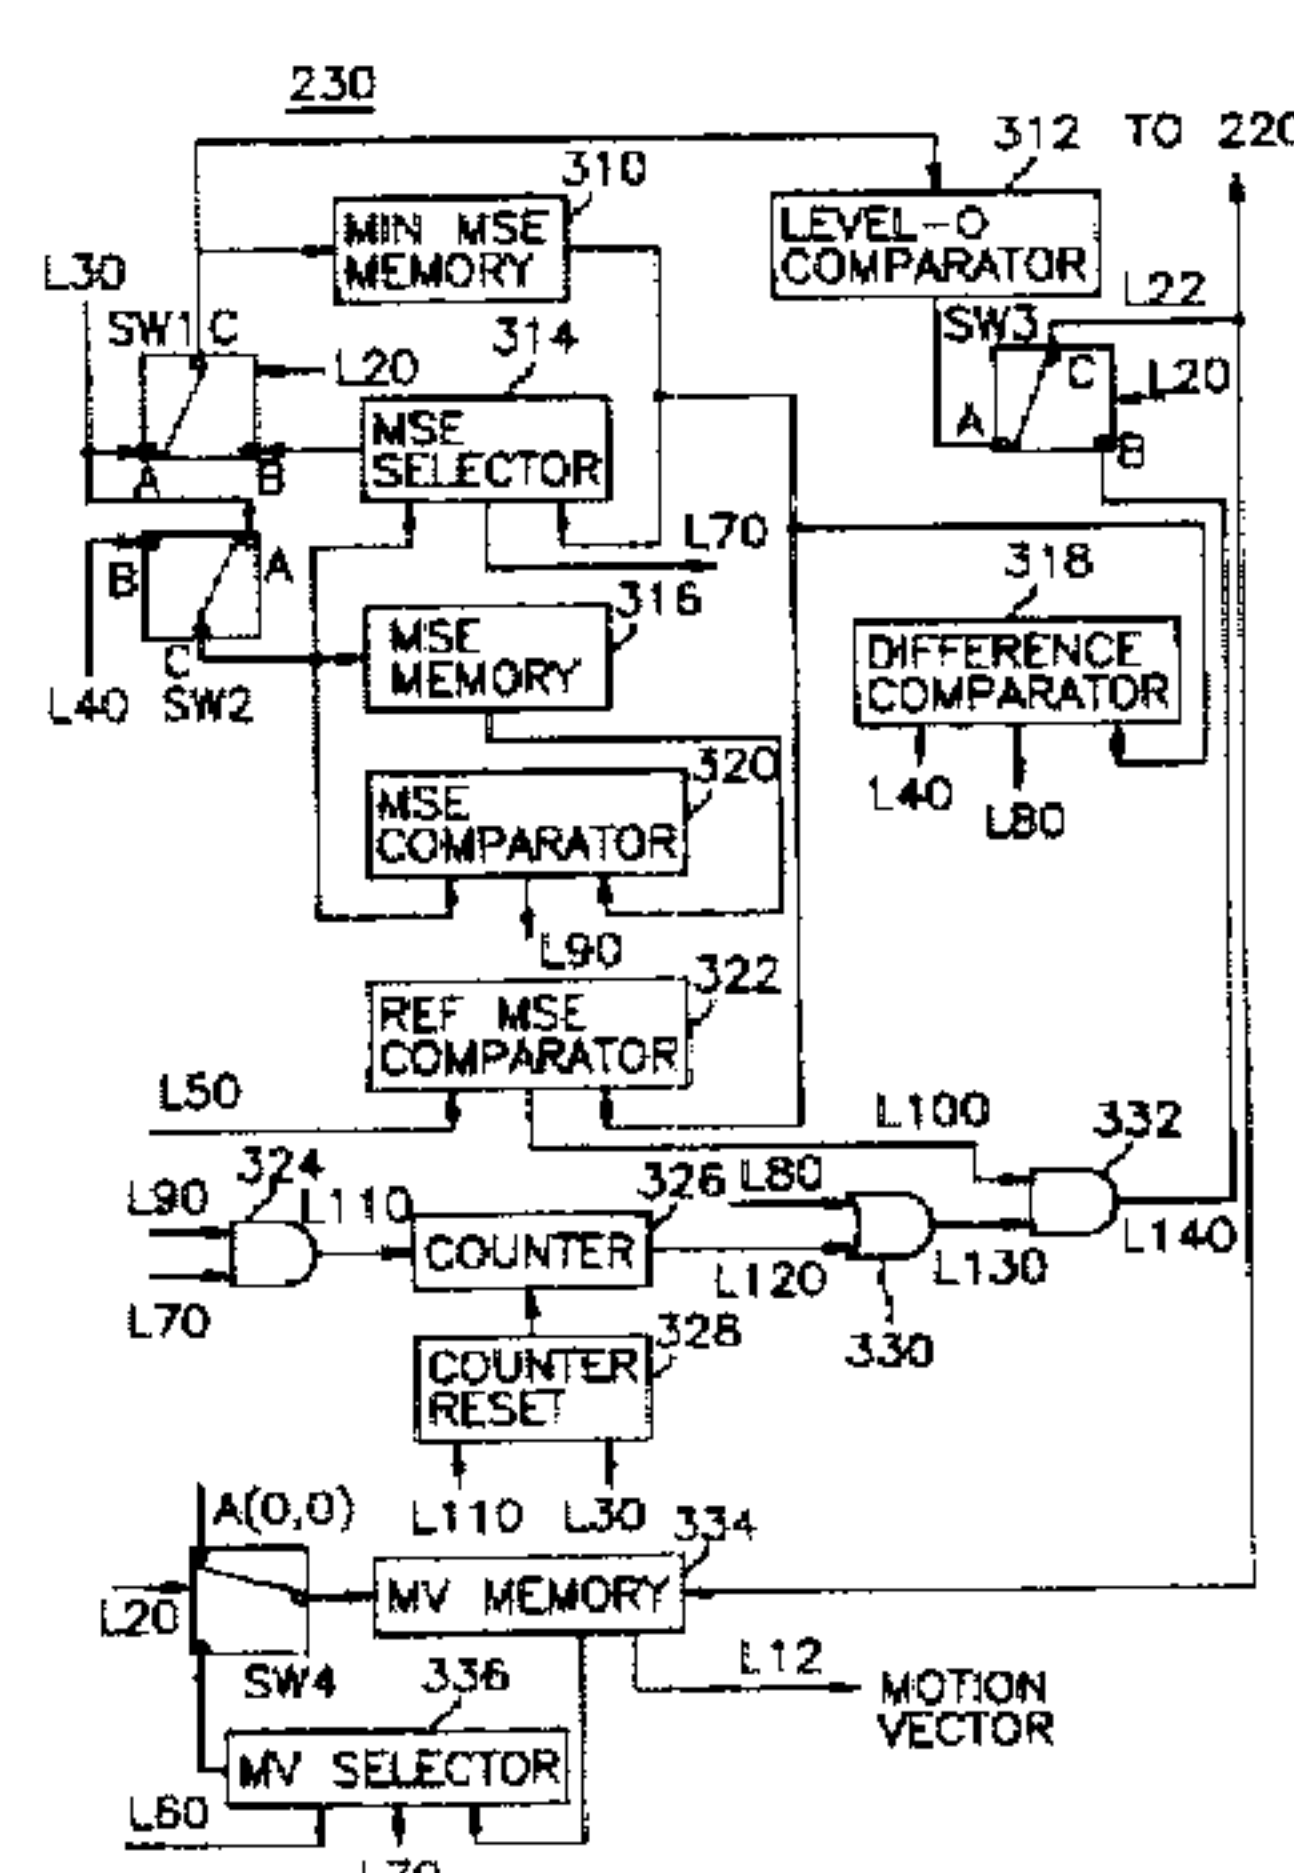 230
312 TO 220
310
MIN MSE
MEMORY
LEVEL-0
COMPARATOR
L30
L22
SW1 C
314
SW3
L20
C
L20
MSE
SELECTOR
A
B
A
B
L70
318
B
A
316
MSE
MEMORY
DIFFERENCE
COMPARATOR
C
L40 SW2
320
L40
MSE
COMPARATOR
L80
L90
322
REF MSE
COMPARATOR
L50
L100
332
324
L90
L110
326
L80
COUNTER
L140
L120
L130
L70
328
330
COUNTER
RESET
A(0,0)
L110
L30
334
MV MEMORY
L20
L12
SW4
336
MOTION
VECTOR
MV SELECTOR
L60